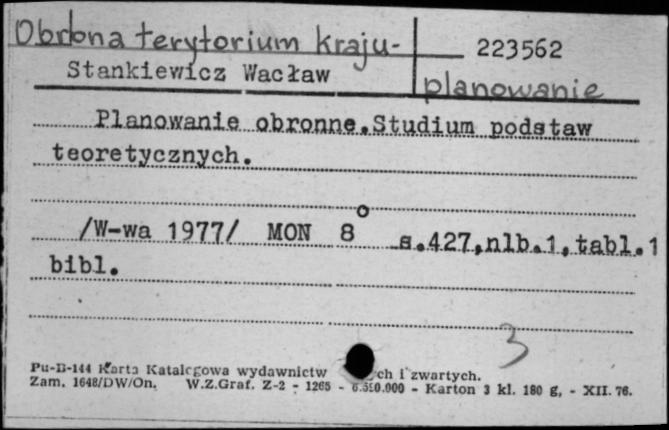 Obrona terytorium kraju-
223562
Stankiewicz Wacław
planowanie
Planowanie obronne.Studium podstaw
teoretycznych.
/W-wa 1977/ MON 8° s.427,nlb.1,tabl.1
bibl.
3
Pu-B-144 Karta Katalogowa wydawnictw ch i zwartych.
Zam. 1648/DW/On. W.Z.Graf. Z-2 - 1265 - 6.550.000 - Karton 3 kl. 180 g, - XII. 76.